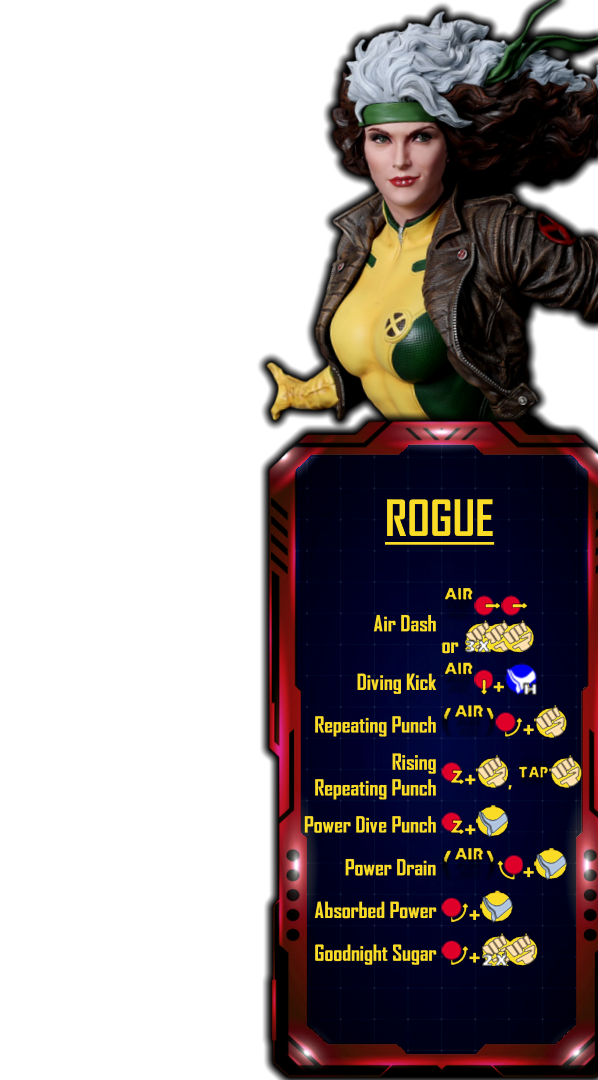 ROGUE
AIR
Air Dash
or 3X
AIR
Diving Kick + H
(AIR)
Repeating Punch +
Rising
Repeating Punch + , TAP
Power Dive Punch +
(AIR)
Power Drain +
Absorbed Power +
Goodnight Sugar + 2X